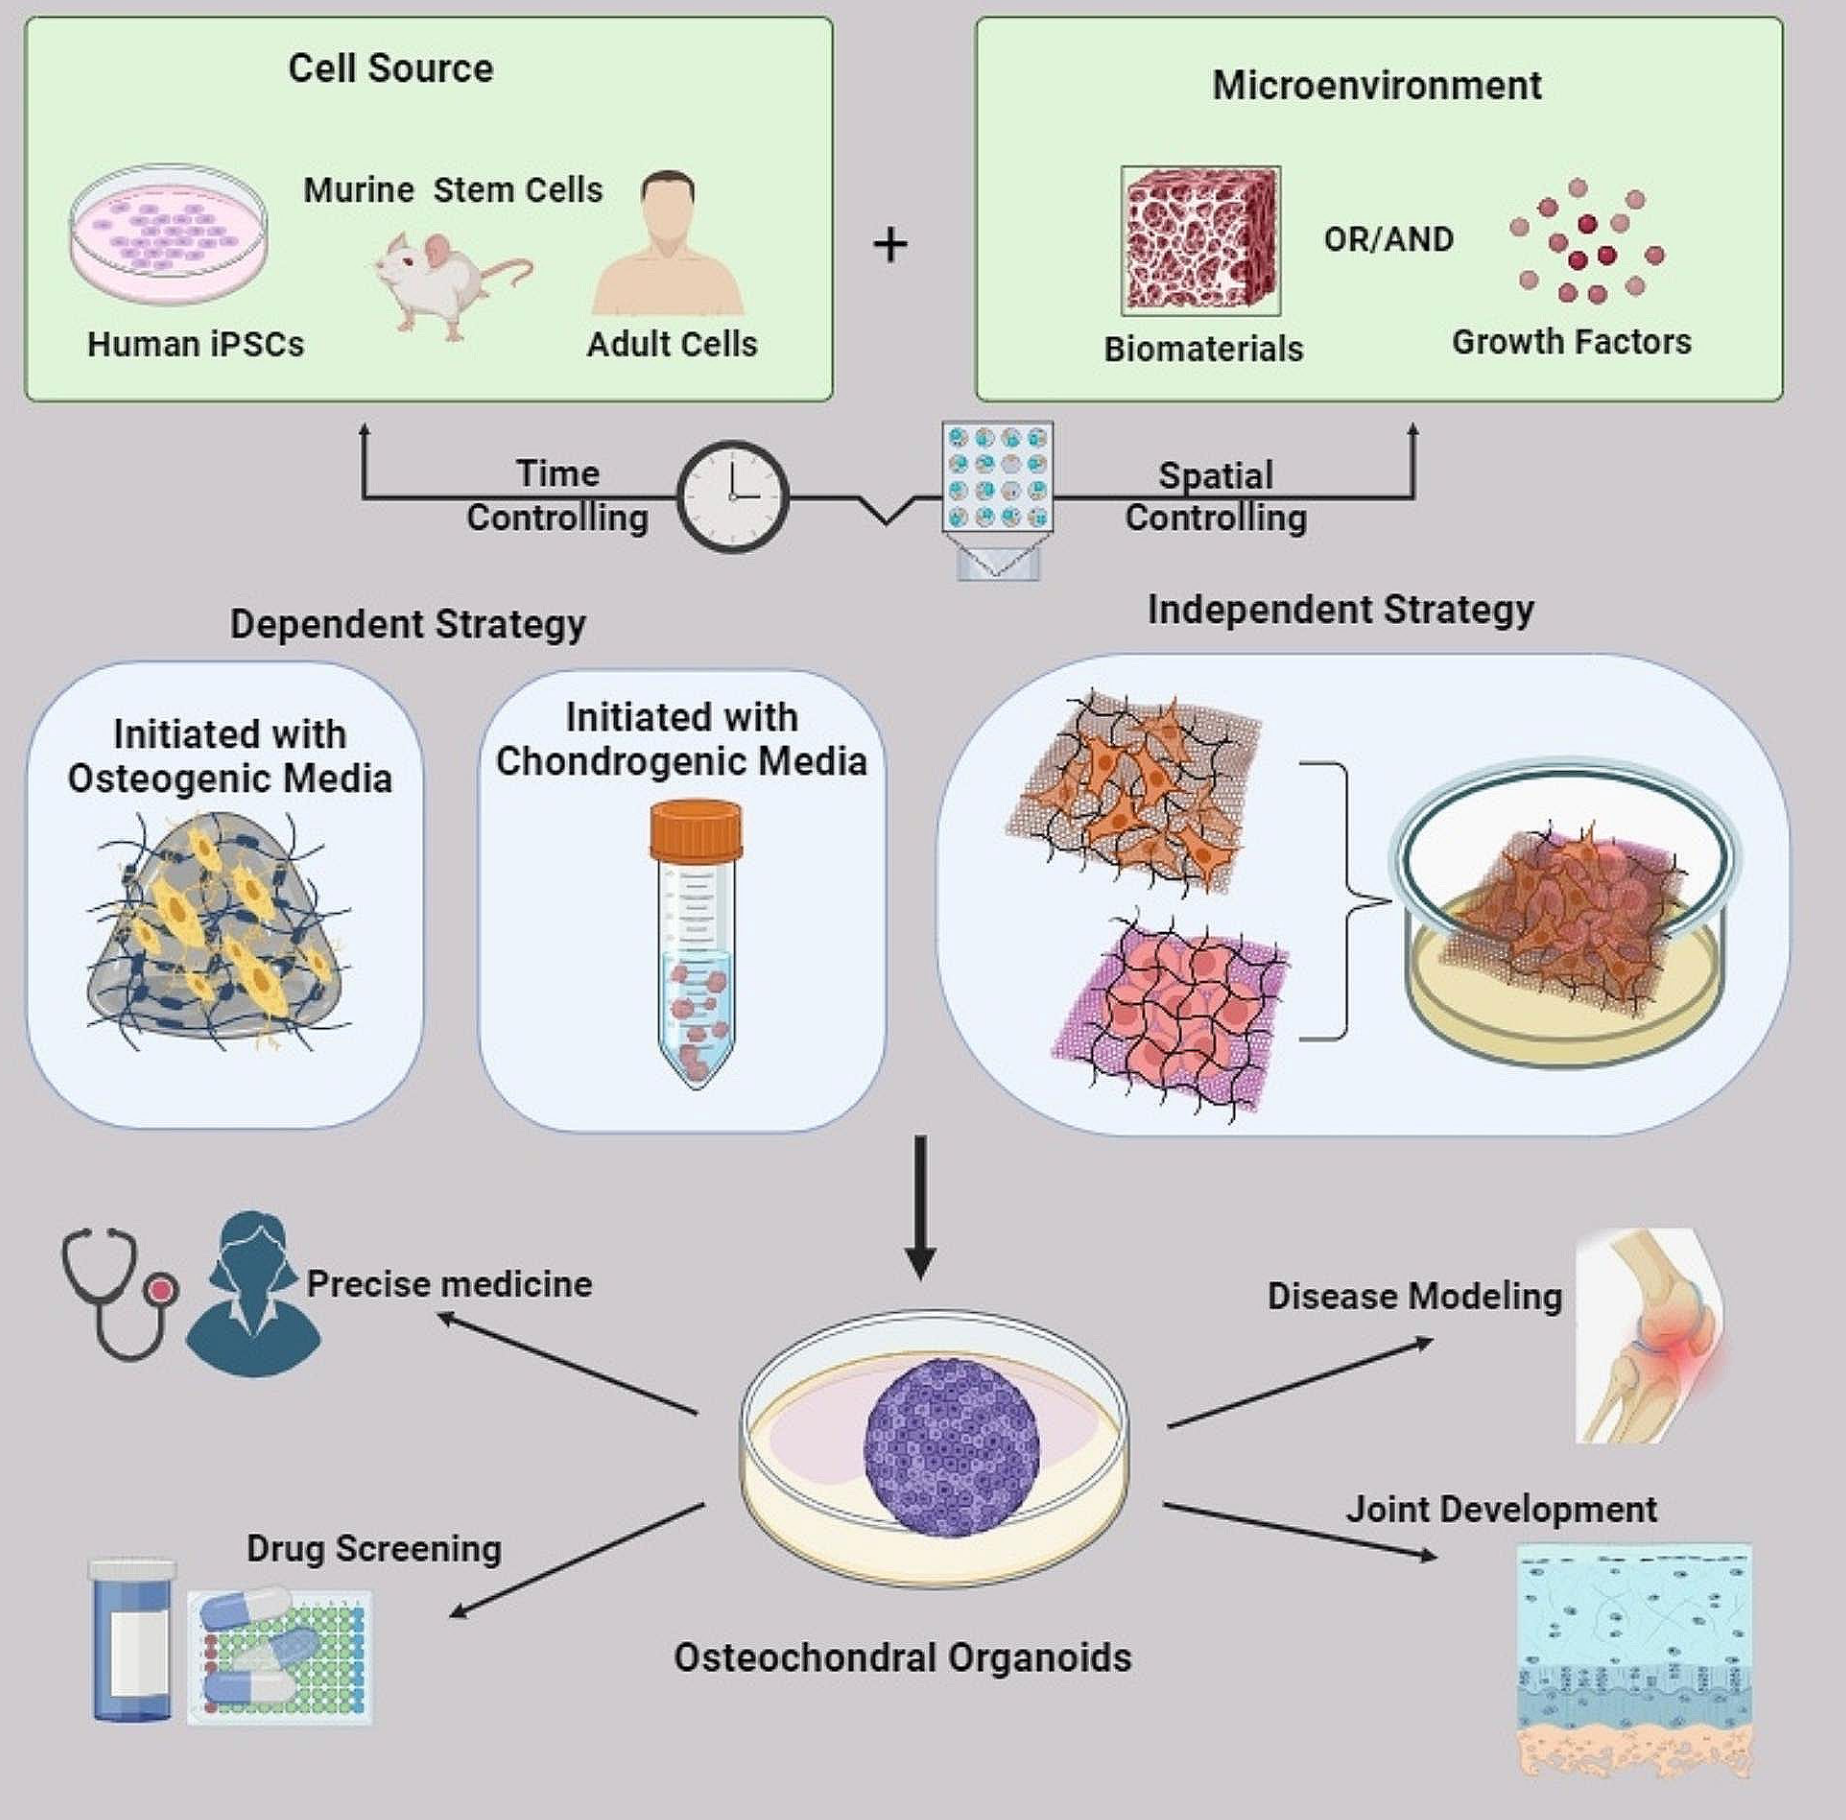 Cell Source
Murine  Stem Cells
Human iPSCs
Adult Cells
+
Microenvironment
OR/AND
Biomaterials
Growth Factors
Time
Controlling
Spatial
Controlling
Dependent Strategy
Independent Strategy
Initiated with
Osteogenic Media
Initiated with
Chondrogenic Media
Precise medicine
Disease Modeling
Drug Screening
Joint Development
Osteochondral Organoids